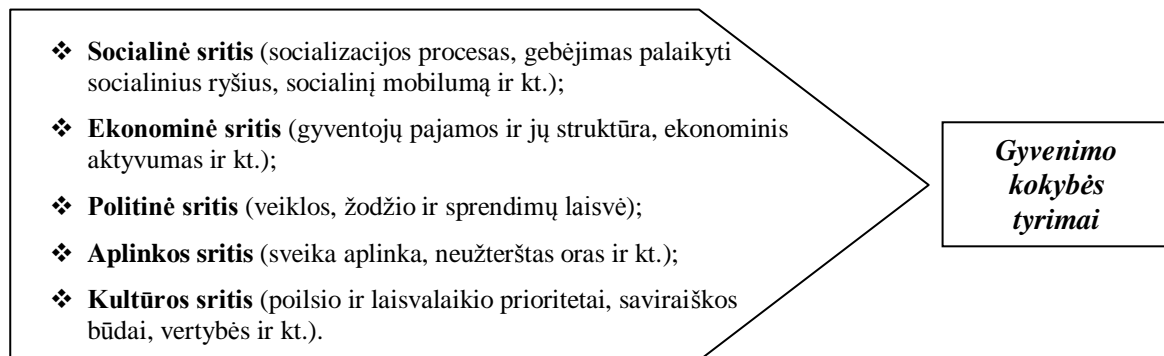 ❖ Socialinė sritis (socializacijos procesas, gebėjimas palaikyti
socialinius ryšius, socialinį mobilumą ir kt.);
❖ Ekonominė sritis (gyventojų pajamos ir jų struktūra, ekonominis
aktyvumas ir kt.);
❖ Politinė sritis (veiklos, žodžio ir sprendimų laisvė);
❖ Aplinkos sritis (sveika aplinka, neužterštas oras ir kt.);
❖ Kultūros sritis (poilsio ir laisvalaikio prioritetai, saviraiškos
būdai, vertybės ir kt.).
Gyvenimo
kokybės
tyrimai